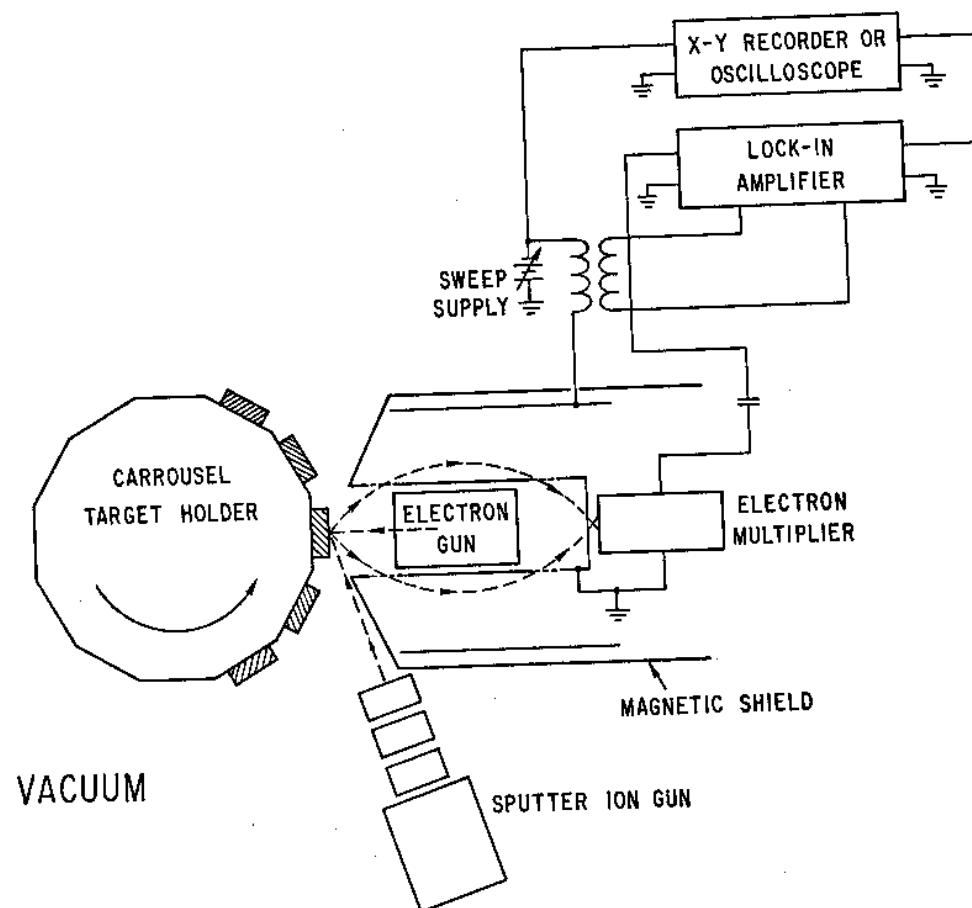 X-Y RECORDER OR
OSCILLOSCOPE
LOCK-IN
AMPLIFIER
SWEEP
SUPPLY
CARROUSEL
TARGET HOLDER
ELECTRON
GUN
ELECTRON
MULTIPLIER
MAGNETIC SHIELD
VACUUM
SPUTTER ION GUN